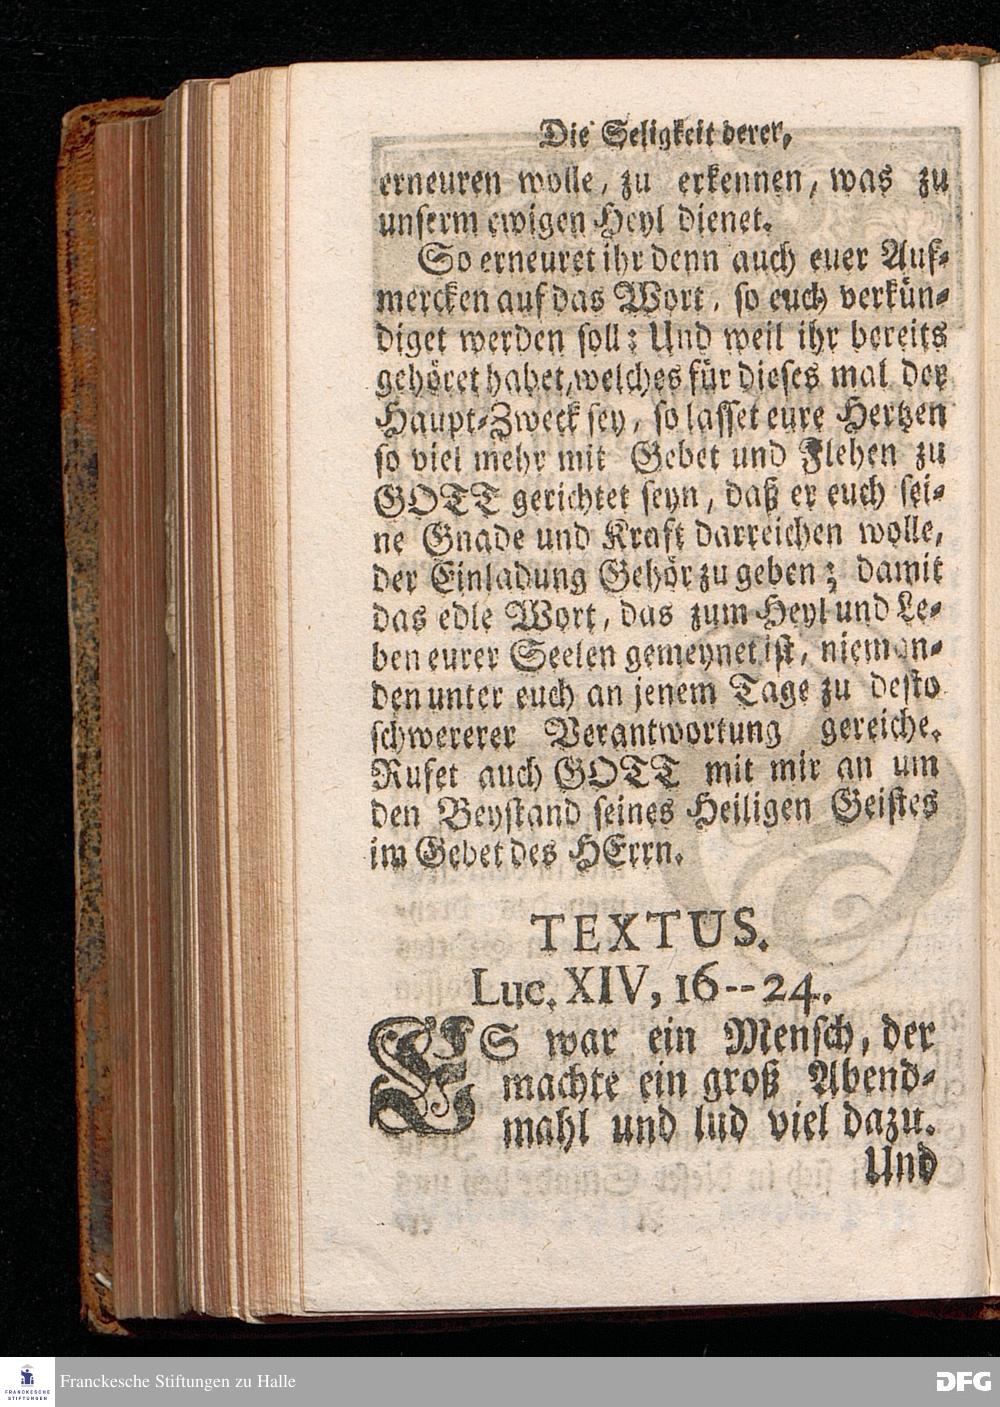 Die Seligkeit derer,
erneuren wolle, zu erkennen, was zu
unserm ewigen Heyl dienet.
So erneuret ihr denn auch euer Auf-
mercken auf das Wort, so euch verkün-
diget werden soll: Und weil ihr bereits
gehöret habet, welches für dieses mal der
Haupt-Zweck sey, so lasset eure Hertzen
so viel mehr mit Gebet und Flehen zu
GOTT gerichtet seyn, daß er euch sei-
ne Gnade und Kraft darreichen wolle,
der Einladung Gehör zu geben; damit
das edle Wort, das zum Heyl und Le-
ben eurer Seelen gemeynet ist, nieman-
den unter euch an jenem Tage zu desto
schwererer Verantwortung gereiche.
Rufet auch GOTT mit mir an um
den Beystand seines Heiligen Geistes
im Gebet des HErrn.
TEXTUS.
Luc. XIV, 16--24.
ES war ein Mensch, der
machte ein groß Abend-
mahl und lud viel dazu.
Und
FRANCKESCHE
STIFTUNGEN
Franckesche Stiftungen zu Halle
DFG